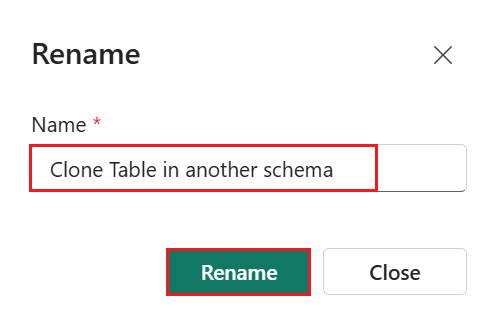 Rename
Name *
Clone Table in another schema
Rename
Close